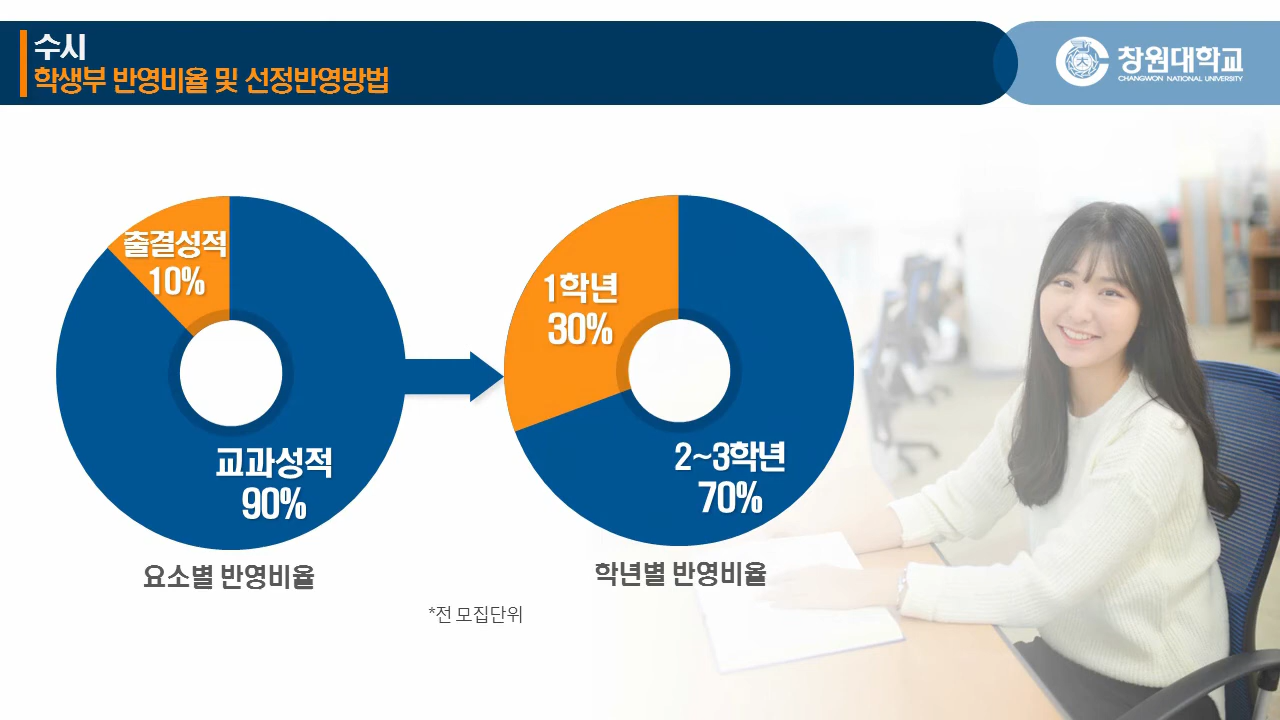 수시
학생부 반영비율 및 선정반영방법
창원대학교
CHANGWON NATIONAL UNIVERSITY
출결성적
10%
교과성적
90%
요소별 반영비율
1학년
30%
2~3학년
70%
학년별 반영비율
*전 모집단위